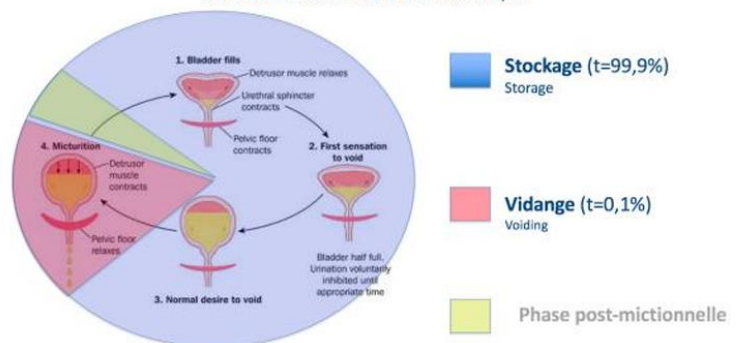 1. Bladder fills
Detrusor muscle relaxes
Urethral sphincter
contracts
Pelvic floor
contracts
2. First sensation
to void
Bladder half full.
Urination voluntarily
inhibited until
appropriate time
3. Normal desire to void
4. Micturition
Detrusor
muscle
contracts
Pelvic floor
relaxes
Stockage (t=99,9%)
Storage
Vidange (t=0,1%)
Voiding
Phase post-mictionnelle